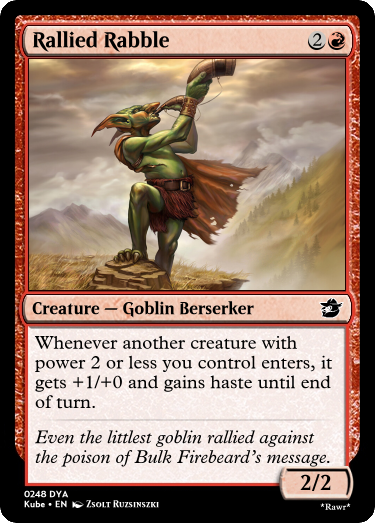 Rallied Rabble
2
Creature — Goblin Berserker
Whenever another creature with
power 2 or less you control enters, it
gets +1/+0 and gains haste until end
of turn.
Even the littlest goblin rallied against
the poison of Bulk Firebeard's message.
2/2
0248 DYA
Kube • EN Zsolt Ruzsinszki
*Rawr*